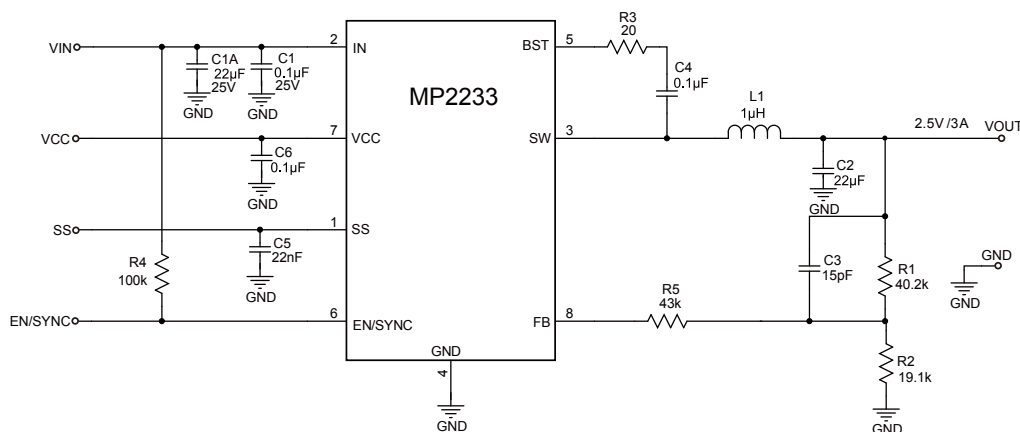 VIN
C1A
22µF
25V
GND
C1
0.1µF
25V
GND
2
IN
MP2233
BST
5
R3
20
C4
0.1µF
VCC
C6
0.1µF
GND
7
VCC
SW
3
L1
1µH
2.5V/3A
VOUT
C2
22µF
GND
SS
C5
22nF
GND
1
SS
R4
100k
C3
15pF
R1
40.2k
GND
GND
EN/SYNC
6
EN/SYNC
FB
8
R5
43k
GND
4
GND
R2
19.1k
GND